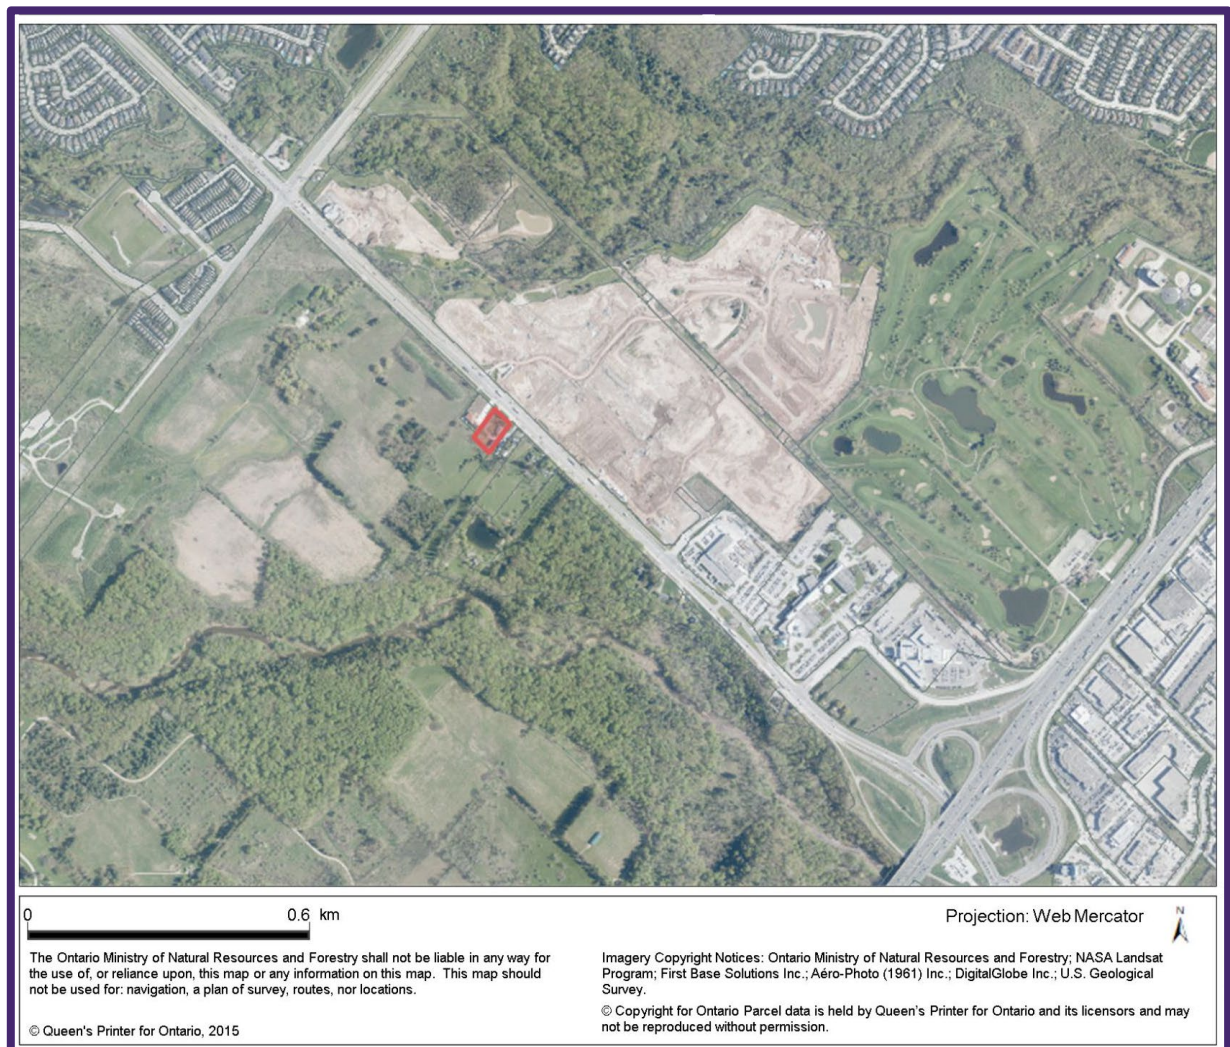 0 0.6 km
Projection: Web Mercator
N
The Ontario Ministry of Natural Resources and Forestry shall not be liable in any way for
the use of, or reliance upon, this map or any information on this map. This map should
not be used for: navigation, a plan of survey, routes, nor locations.
© Queen's Printer for Ontario, 2015
Imagery Copyright Notices: Ontario Ministry of Natural Resources and Forestry; NASA Landsat
Program; First Base Solutions Inc.; Aéro-Photo (1961) Inc.; DigitalGlobe Inc.; U.S. Geological
Survey.
© Copyright for Ontario Parcel data is held by Queen's Printer for Ontario and its licensors and may
not be reproduced without permission.